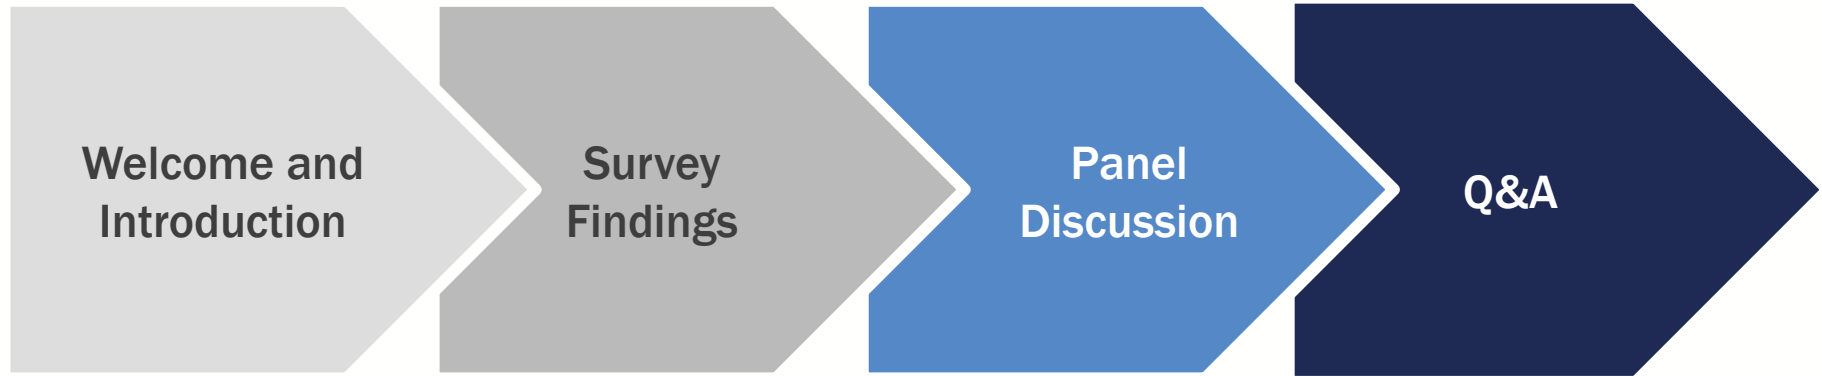 Welcome and
Introduction
Survey
Findings
Panel
Discussion
Q&A